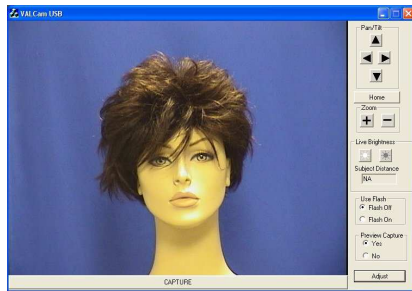 VALCam USB
Pan/Tilt
Home
Zoom
Live Brightness
Subject Distance
NA
Use Flash
Flash Off
Flash On
Preview Capture
Yes
No
Adjust
CAPTURE